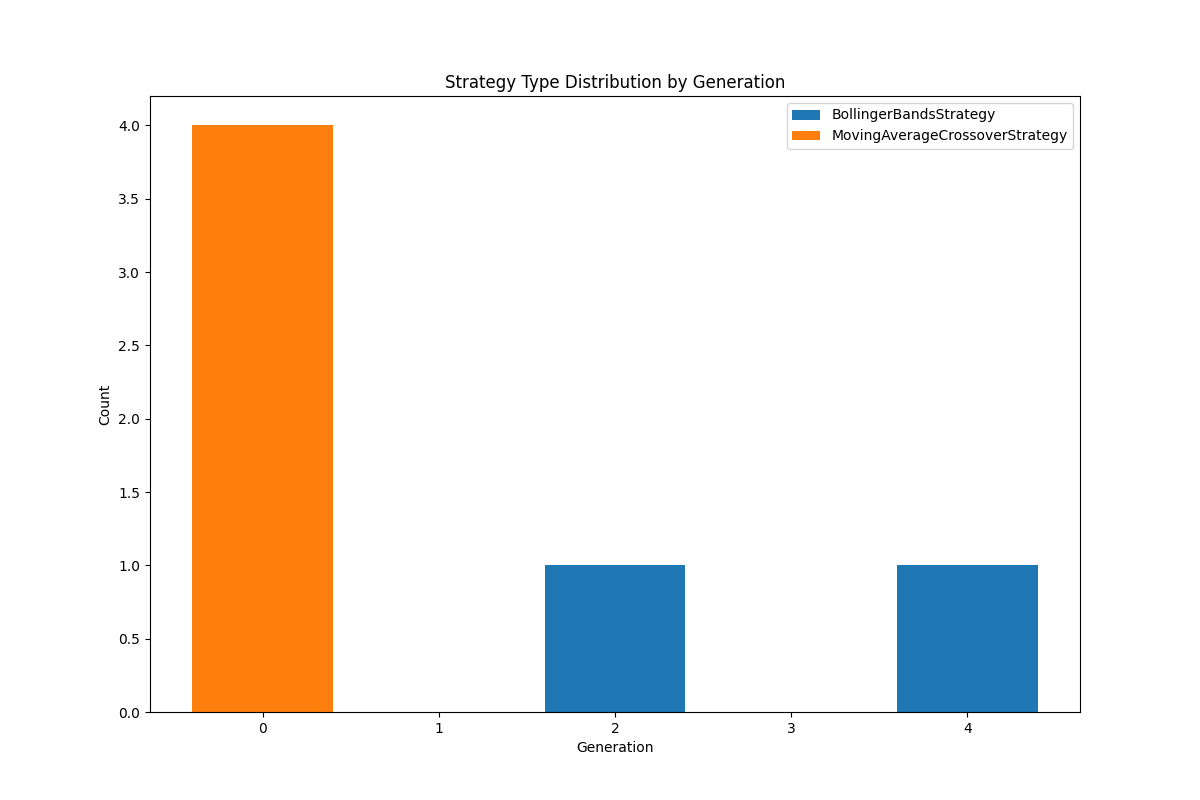 Strategy Type Distribution by Generation
BollingerBandsStrategy
MovingAverageCrossoverStrategy
4.0
3.5
3.0
2.5
2.0
1.5
1.0
0.5
0.0
Count
0 1 2 3 4
Generation